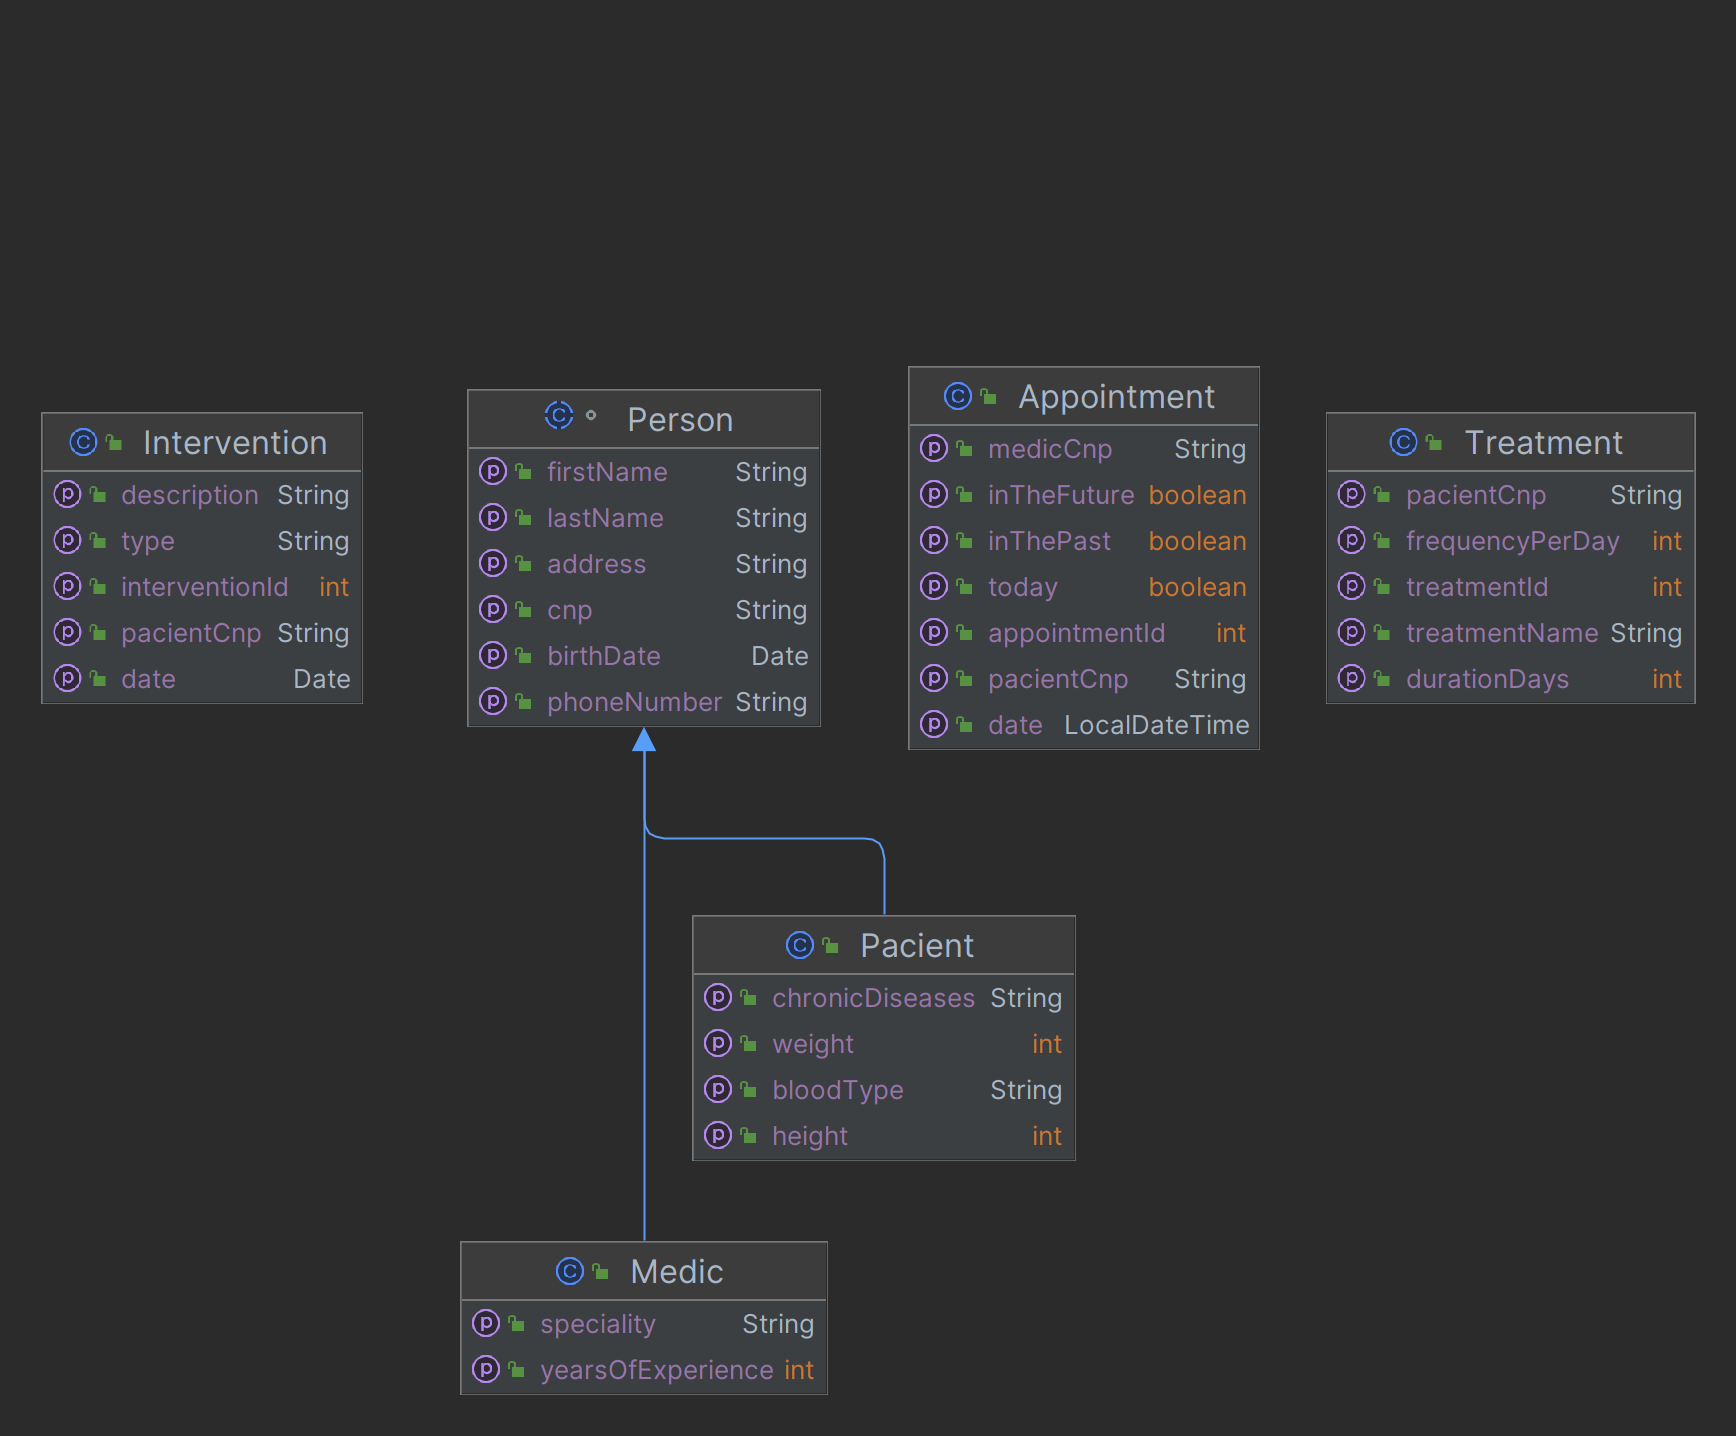 Intervention
description String
type String
interventionId int
pacientCnp String
date Date
Person
firstName String
lastName String
address String
cnp String
birthDate Date
phoneNumber String
Appointment
medicCnp String
inTheFuture boolean
inThePast boolean
today boolean
appointmentId int
pacientCnp String
date LocalDateTime
Treatment
pacientCnp String
frequencyPerDay int
treatmentId int
treatmentName String
durationDays int
Pacient
chronicDiseases String
weight int
bloodType String
height int
Medic
speciality String
yearsOfExperience int